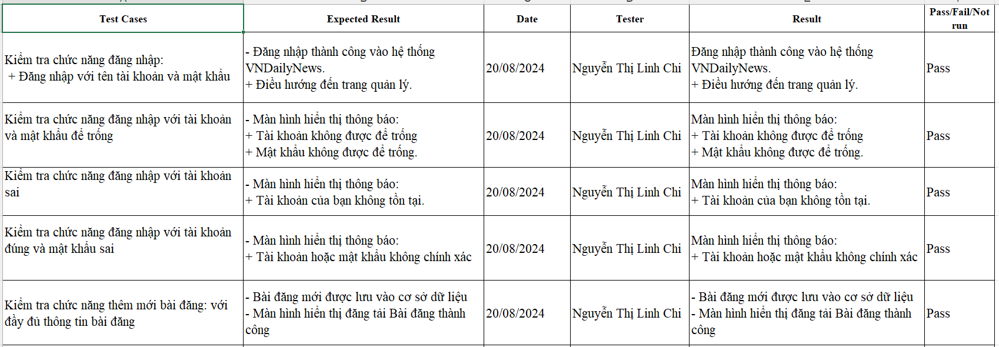 Test Cases
Expected Result
Date
Tester
Result
Pass/Fail/Not
run
Kiểm tra chức năng đăng nhập:
+ Đăng nhập với tên tài khoản và mật khẩu
- Đăng nhập thành công vào hệ thống
VNDailyNews.
+ Điều hướng đến trang quản lý.
20/08/2024
Nguyễn Thị Linh Chi
Đăng nhập thành công vào hệ thống
VNDailyNews.
+ Điều hướng đến trang quản lý.
Pass
Kiểm tra chức năng đăng nhập với tài khoản
và mật khẩu để trống
- Màn hình hiển thị thông báo:
+ Tài khoản không được để trống
+ Mật khẩu không được để trống.
20/08/2024
Nguyễn Thị Linh Chi
Màn hình hiển thị thông báo:
+ Tài khoản không được để trống
+ Mật khẩu không được để trống.
Pass
Kiểm tra chức năng đăng nhập với tài khoản
sai
- Màn hình hiển thị thông báo:
+ Tài khoản của bạn không tồn tại.
20/08/2024
Nguyễn Thị Linh Chi
Màn hình hiển thị thông báo:
+ Tài khoản của bạn không tồn tại.
Pass
Kiểm tra chức năng đăng nhập với tài khoản
đúng và mật khẩu sai
- Màn hình hiển thị thông báo:
+ Tài khoản hoặc mật khẩu không chính xác
20/08/2024
Nguyễn Thị Linh Chi
Màn hình hiển thị thông báo:
+ Tài khoản hoặc mật khẩu không chính xác
Pass
Kiểm tra chức năng thêm mới bài đăng: với
đầy đủ thông tin bài đăng
- Bài đăng mới được lưu vào cơ sở dữ liệu
- Màn hình hiển thị đăng tải Bài đăng thành
công
20/08/2024
Nguyễn Thị Linh Chi
- Bài đăng mới được lưu vào cơ sở dữ liệu
- Màn hình hiển thị đăng tải Bài đăng thành
công
Pass